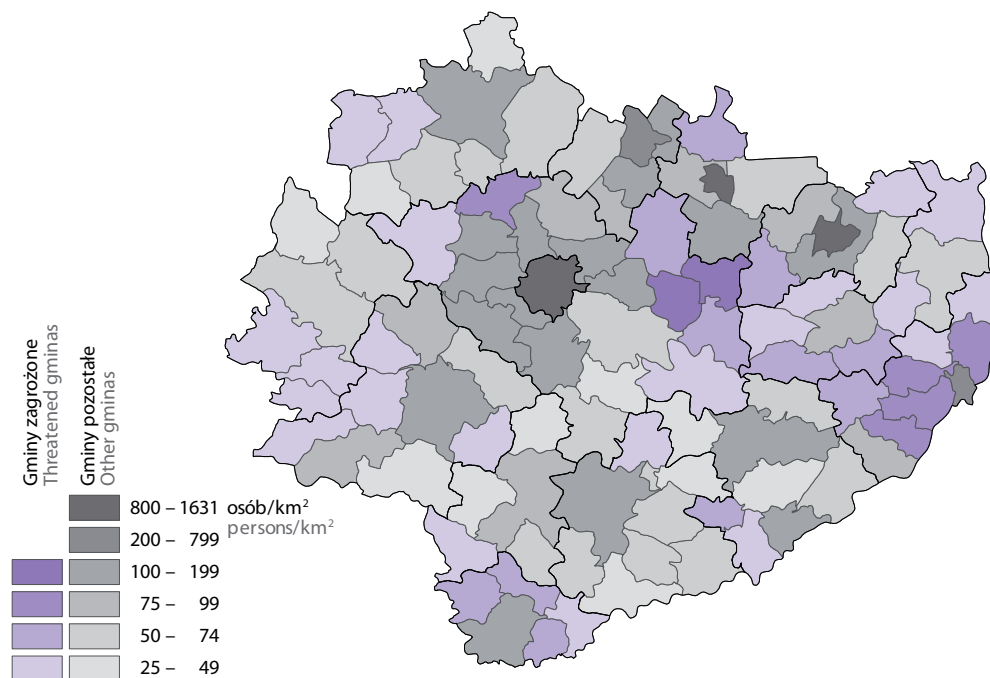 Gminy zagrożone
Threatened gminas
Gminy pozostałe
Other gminas
800 – 1631 osób/km²
persons/km²
200 – 799
100 – 199
75 – 99
50 – 74
25 – 49